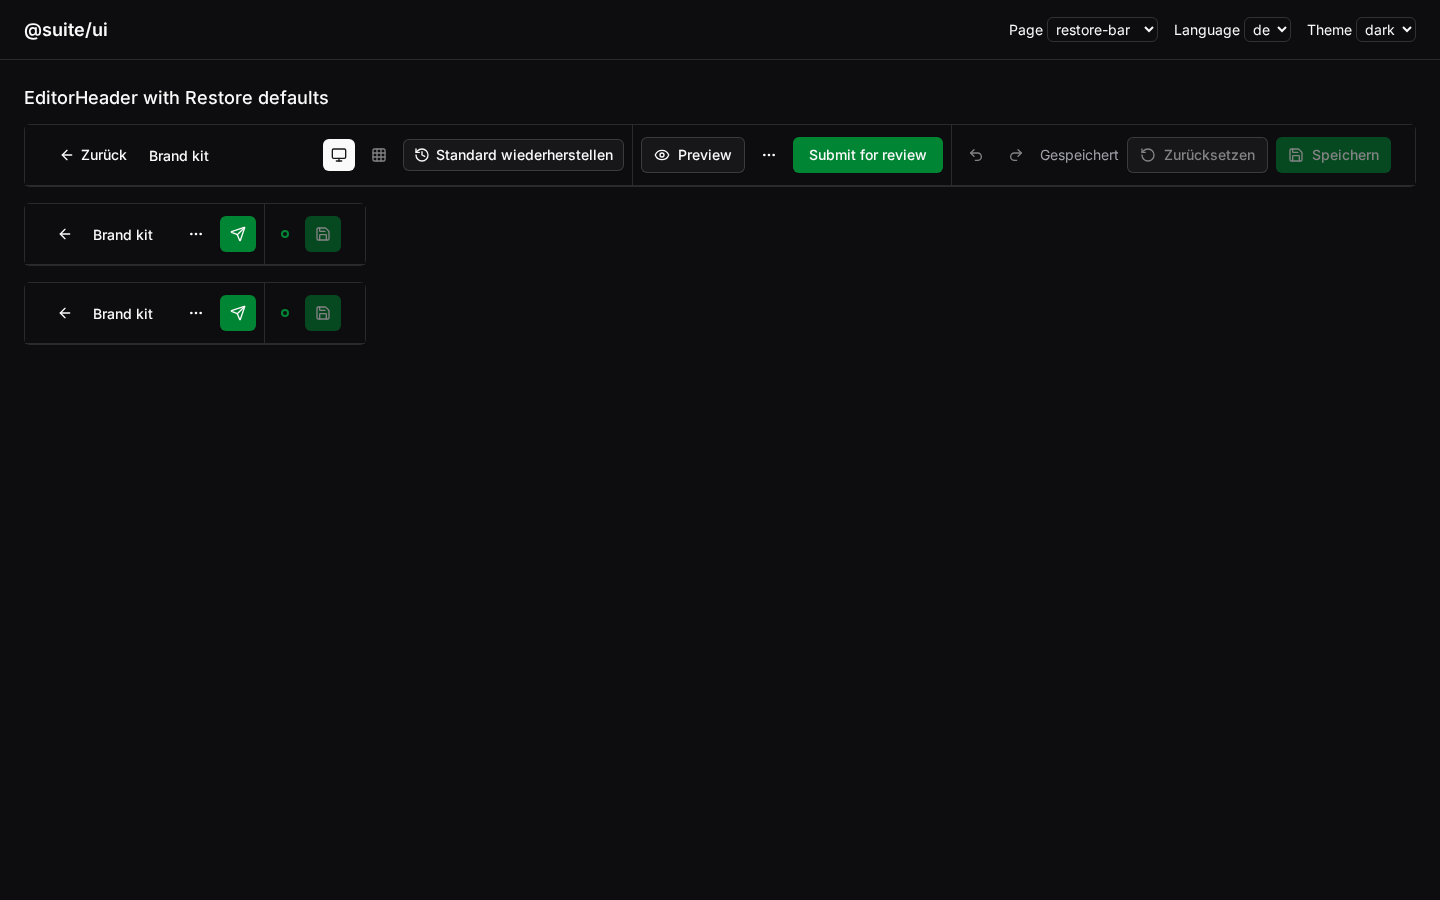 @suite/ui
Page restore-bar Language de Theme dark
EditorHeader with Restore defaults
Zurück Brand kit Standard wiederherstellen Preview Submit for review Gespeichert Zurücksetzen Speichern
Brand kit
Brand kit